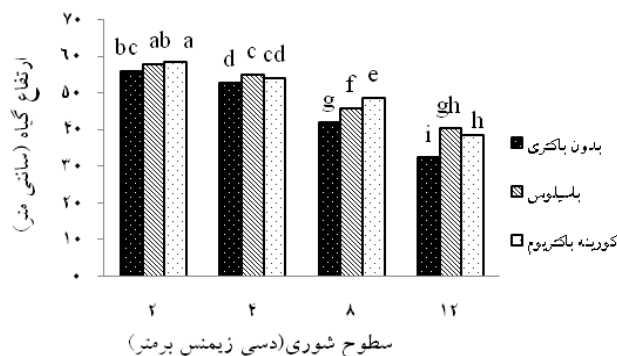 ارتفاع گیاه (سانتی متر)
۷۰
۶۰
۵۰
۴۰
۳۰
۲۰
۱۰
۰
bc ab a
d c cd
g f e
i gh h
۲ ۴ ۸ ۱۲
سطوح شوری(دسی زیمنس برمتر)
بدون باکتری
باسیلوس
کورینه باکتریوم